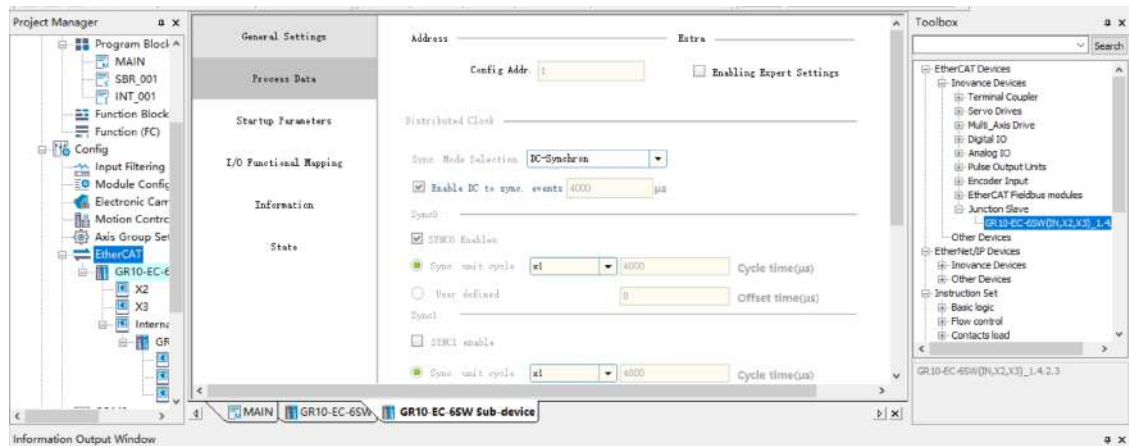 Project Manager
Program Block
MAIN
SBR_001
INT_001
Function Block
Function (FC)
Config
Input Filtering
Module Config
Electronic Cam
Motion Contrc
Axis Group Set
EtherCAT
GR10-EC-6
X2
X3
Interna
GR
General Settings
Process Data
Startup Parameters
I/O Functional Mapping
Information
State
Address
Extra
Config Addr. 1
Enabling Expert Settings
Distributed Clock
Sync. Mode Selection DC-Synchron
Enable DC to sync. events 4000 μs
Sync0
SYNC0 Enables
Sync. unit cycle x1 4000 Cycle time(μs)
User defined 0 Offset time(μs)
Sync1
SYNC1 enable
Sync. unit cycle x1 4000 Cycle time(μs)
MAIN
GR10-EC-6SW
GR10-EC-6SW Sub-device
Toolbox
Search
EtherCAT Devices
Inovance Devices
Terminal Coupler
Servo Drives
Multi_Axis Drive
Digital IO
Analog IO
Pulse Output Units
Encoder Input
EtherCAT Fieldbus modules
Junction Slave
GR10-EC-6SW(IN,X2,X3)_1.4.
Other Devices
EtherNet/IP Devices
Inovance Devices
Other Devices
Instruction Set
Basic logic
Flow control
Contacts load
GR10-EC-6SW(IN,X2,X3)_1.4.2.3
Information Output Window